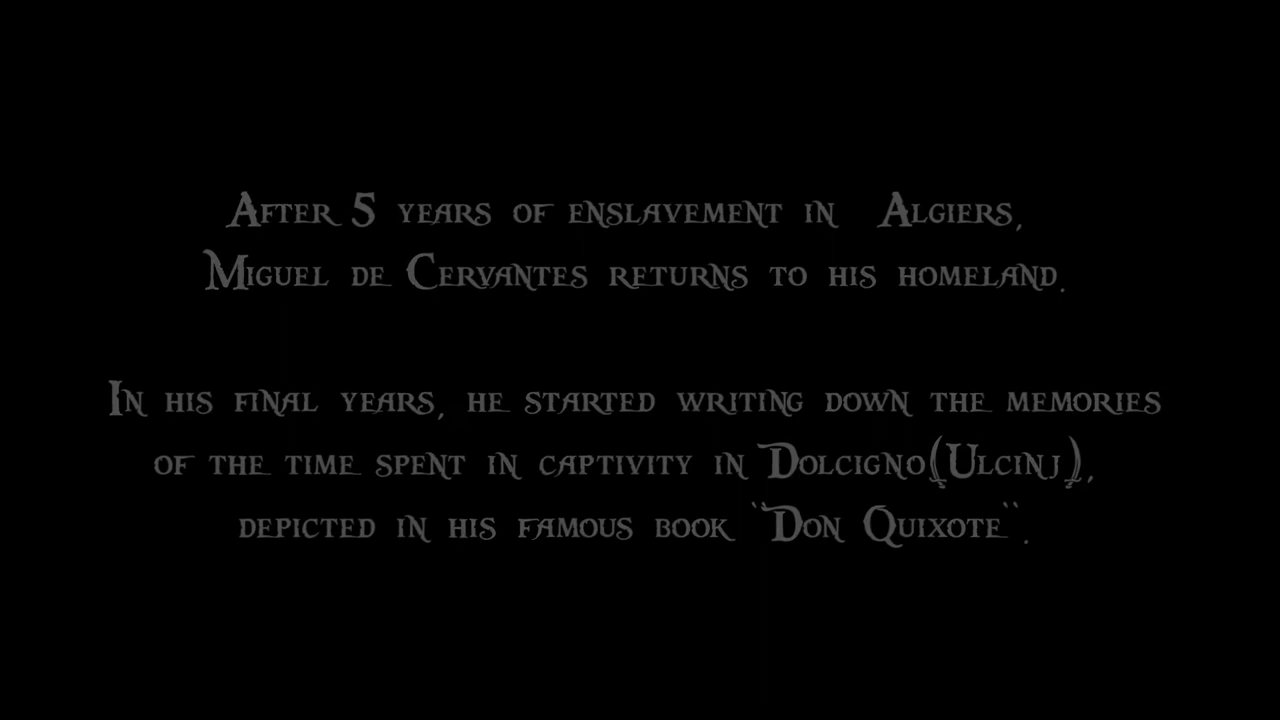 After 5 years of enslavement in Algiers,
Miguel de Cervantes returns to his homeland.
In his final years, he started writing down the memories
of the time spent in captivity in Dolcigno(Ulcinj),
depicted in his famous book ``Don Quixote``.